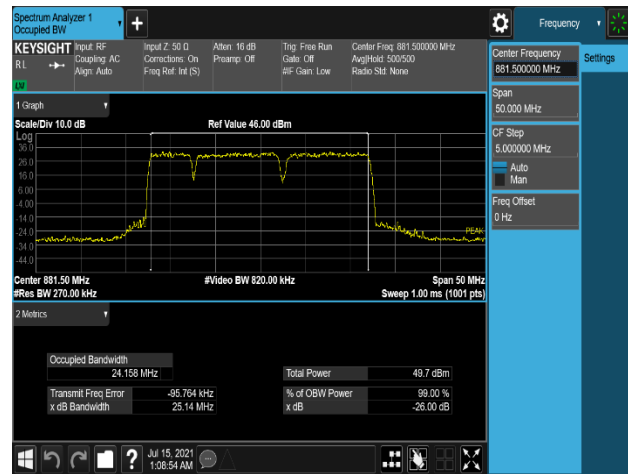 Spectrum Analyzer 1
Occupied BW
Frequency
KEYSIGHT
RL
Input: RF
Coupling: AC
Align: Auto
Input Z: 50 Ω
Corrections: On
Freq Ref: Int (S)
Atten: 16 dB
Preamp: Off
Trig: Free Run
Gate: Off
#IF Gain: Low
Center Freq: 881.500000 MHz
Avg|Hold: 500/500
Radio Std: None
Center Frequency
881.500000 MHz
Settings
Span
50.000 MHz
CF Step
5.000000 MHz
Auto
Man
Freq Offset
0 Hz
1 Graph
Scale/Div 10.0 dB
Ref Value 46.00 dBm
Log
36.0
26.0
16.0
6.00
-4.00
-14.0
-24.0
-34.0
-44.0
PEAK
Center 881.50 MHz
#Video BW 820.00 kHz
Span 50 MHz
#Res BW 270.00 kHz
Sweep 1.00 ms (1001 pts)
2 Metrics
Occupied Bandwidth
24.158 MHz
Total Power 49.7 dBm
Transmit Freq Error -95.764 kHz
% of OBW Power 99.00 %
x dB Bandwidth 25.14 MHz
x dB -26.00 dB
?
Jul 15, 2021
1:08:54 AM